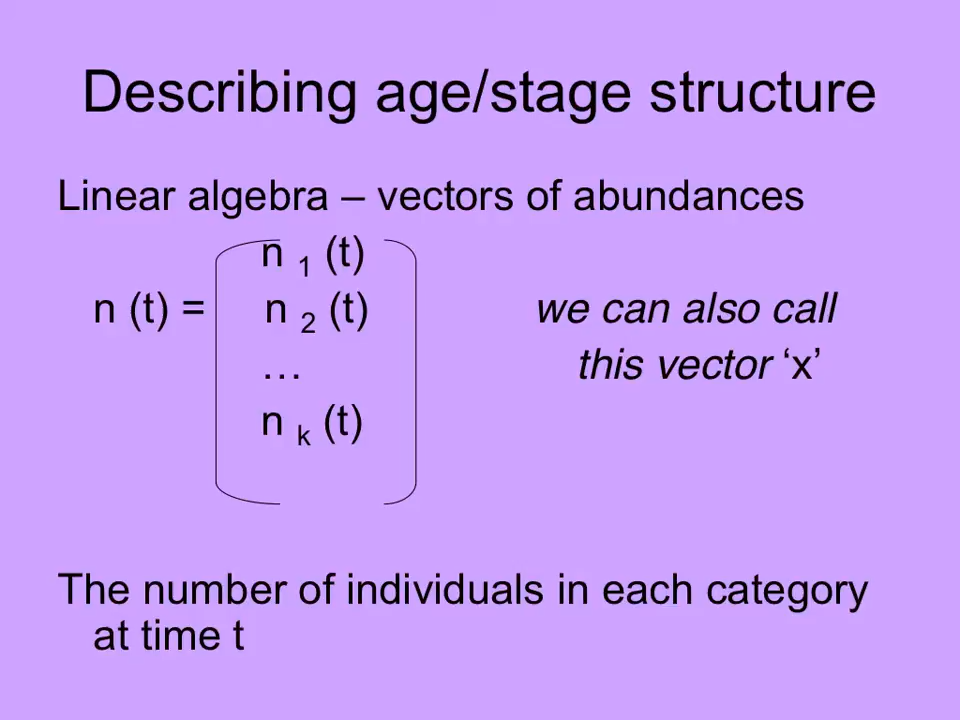 Describing age/stage structure
Linear algebra – vectors of abundances
n 1 (t)
n (t) = n 2 (t) we can also call
… this vector ‘x’
n k (t)
The number of individuals in each category
at time t